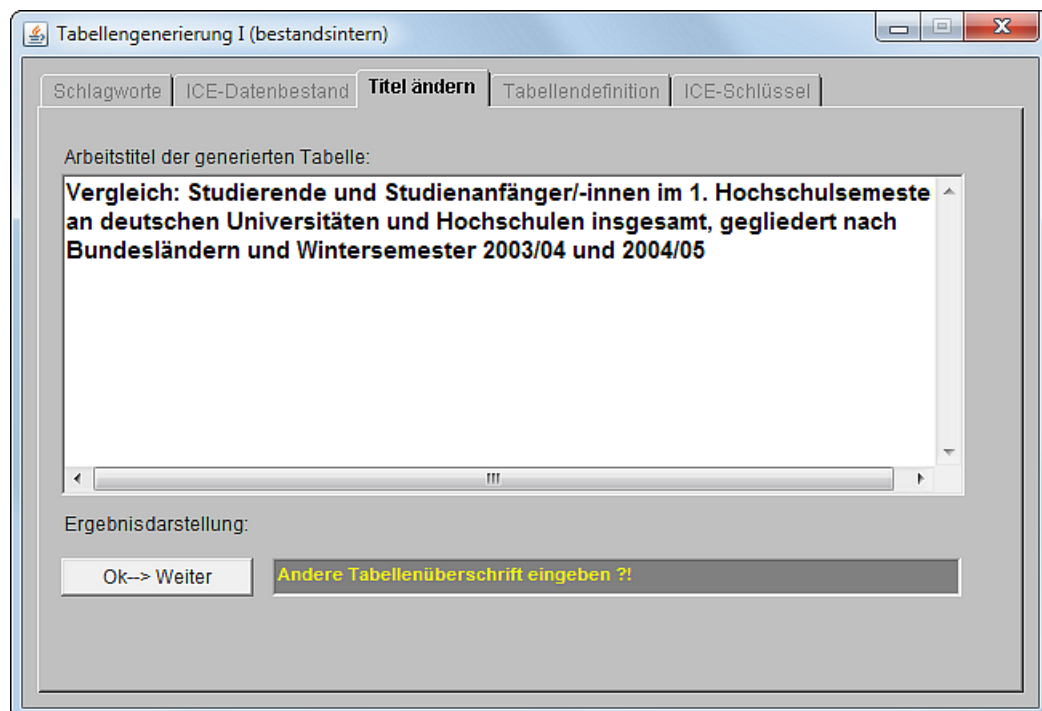 Tabellengenerierung I (bestandsintern)
Schlagworte ICE-Datenbestand Titel ändern Tabellendefinition ICE-Schlüssel
Arbeitstitel der generierten Tabelle:
Vergleich: Studierende und Studienanfänger/-innen im 1. Hochschulsemeste
an deutschen Universitäten und Hochschulen insgesamt, gegliedert nach
Bundesländern und Wintersemester 2003/04 und 2004/05
Ergebnisdarstellung:
Ok--> Weiter Andere Tabellenüberschrift eingeben ?!